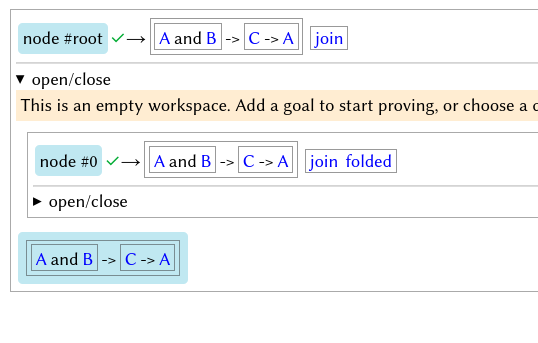 node #root ✓→ A and B -> C -> A join
▼ open/close
This is an empty workspace. Add a goal to start proving, or choose a
node #0 ✓→ A and B -> C -> A join folded
▶ open/close
A and B -> C -> A